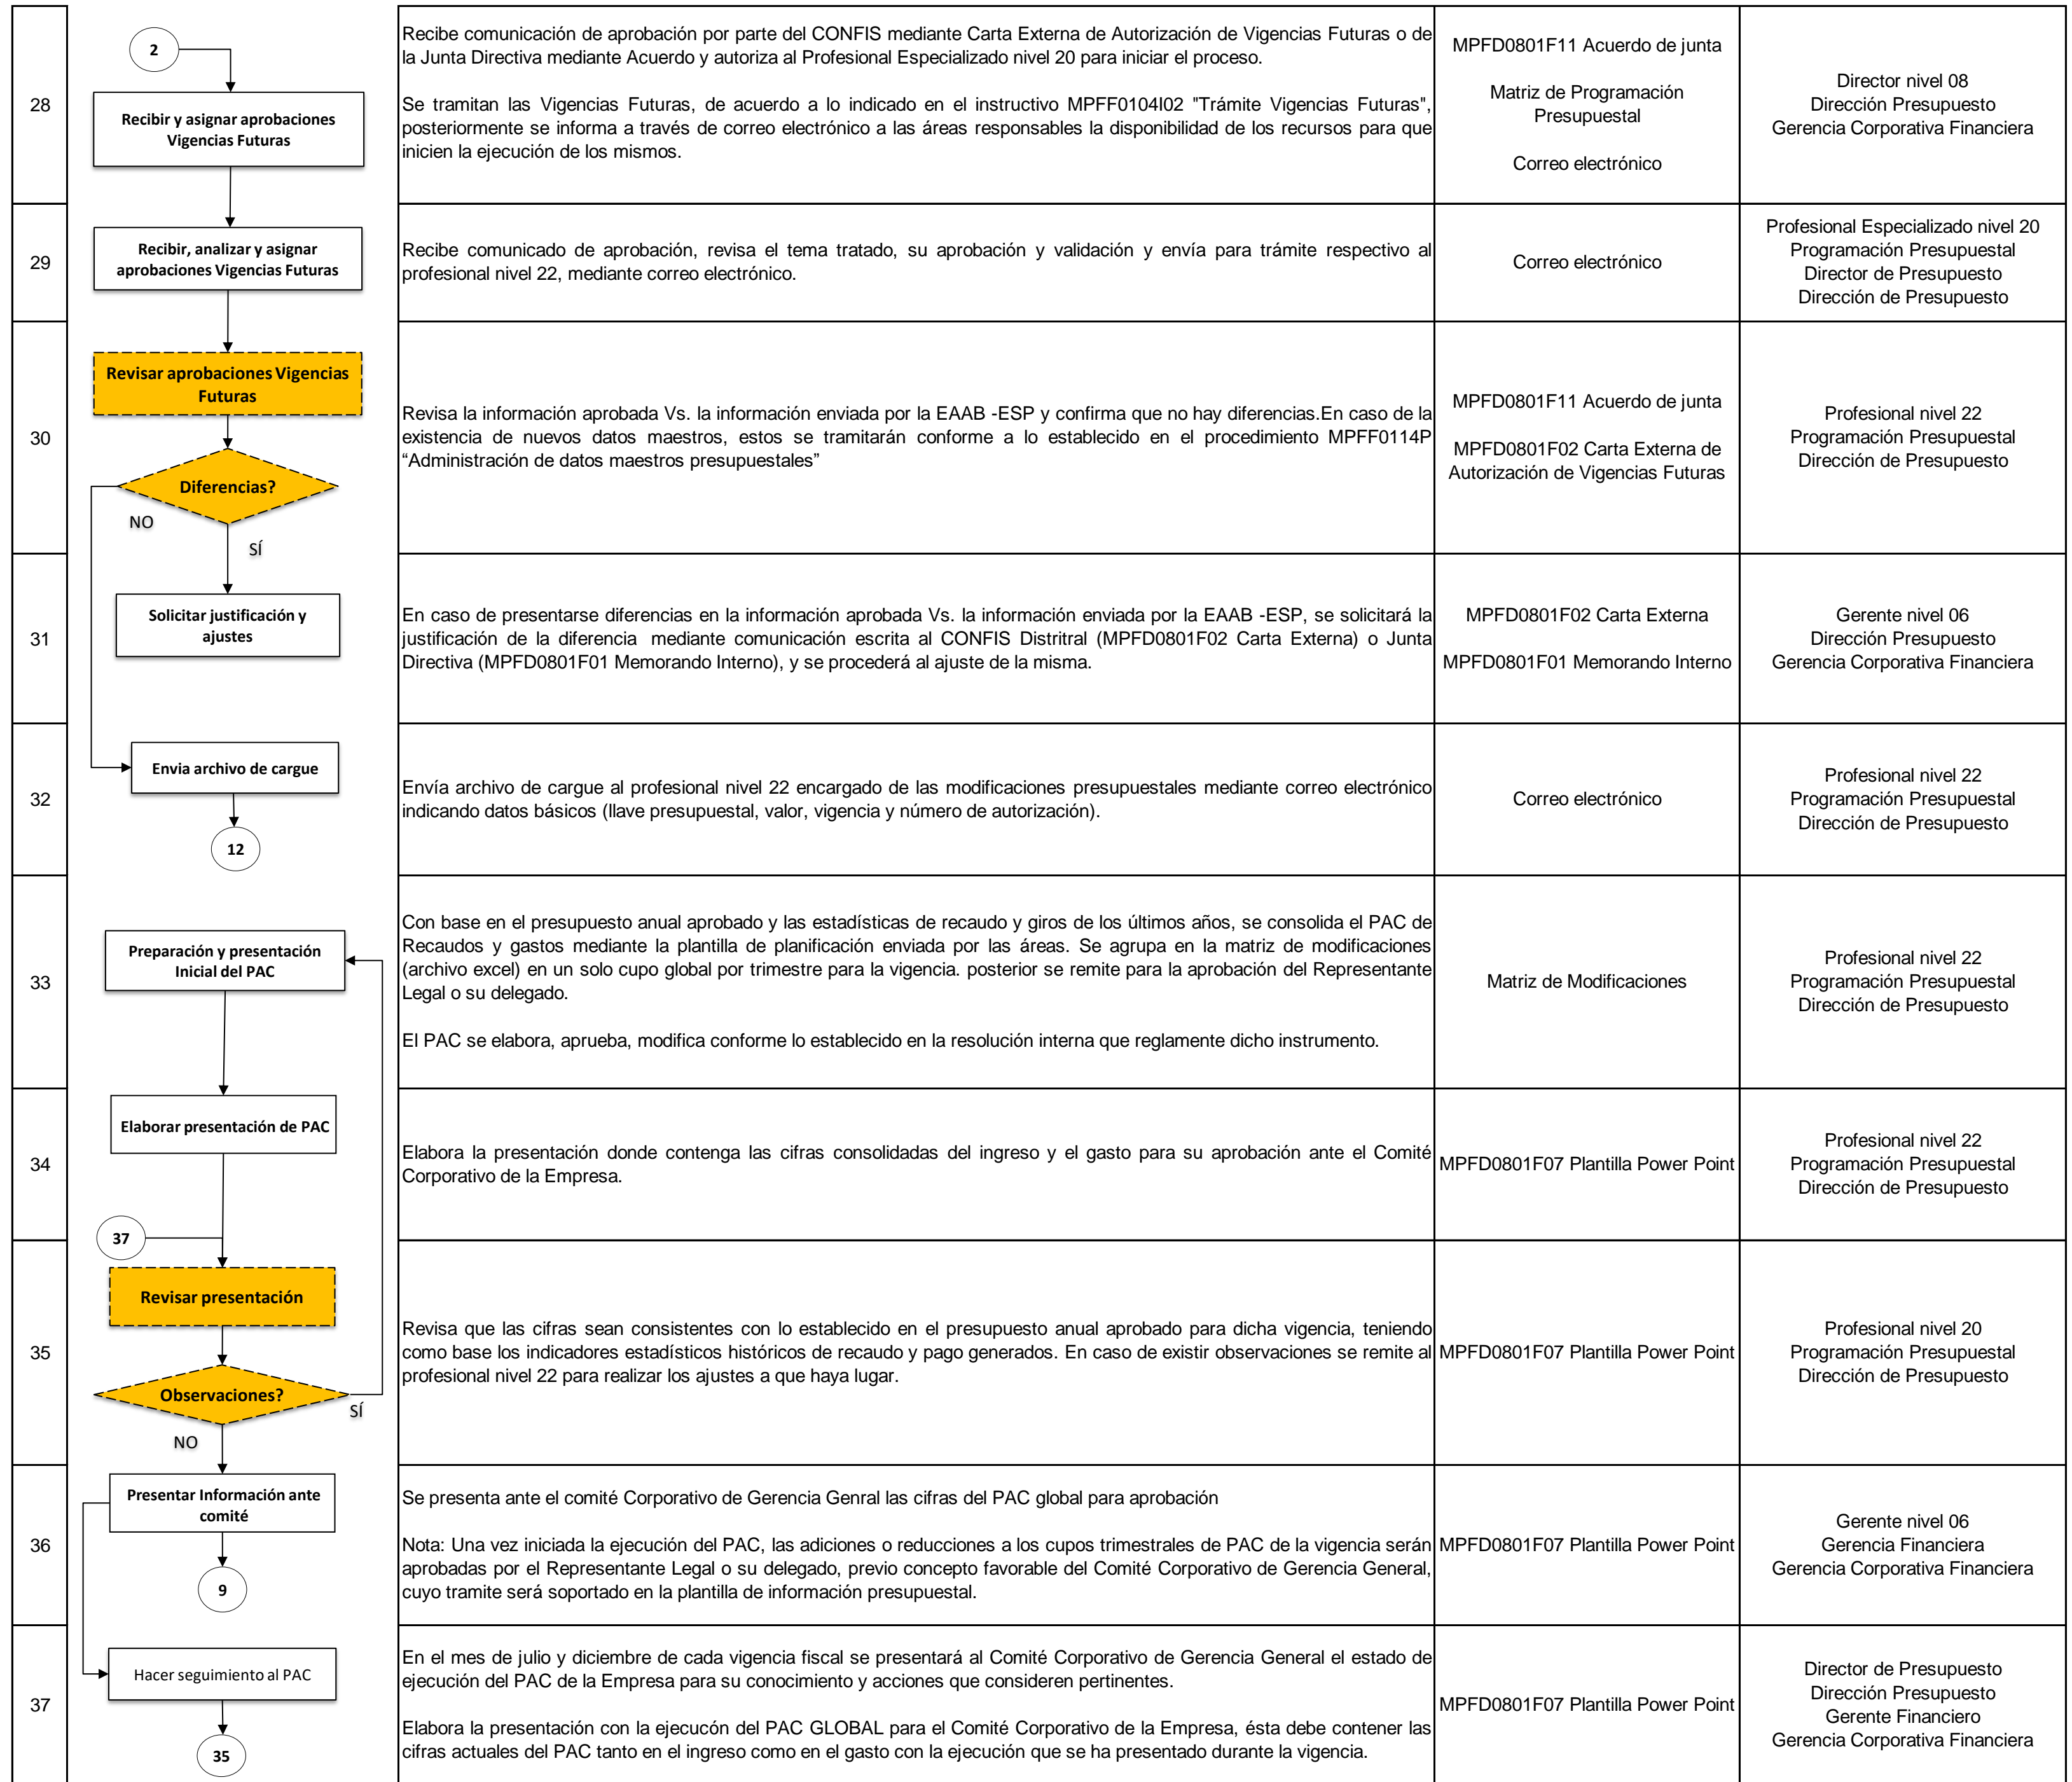 28
2
Recibir y asignar aprobaciones
Vigencias Futuras
Recibe comunicación de aprobación por parte del CONFIS mediante Carta Externa de Autorización de Vigencias Futuras o de
la Junta Directiva mediante Acuerdo y autoriza al Profesional Especializado nivel 20 para iniciar el proceso.
Se tramitan las Vigencias Futuras, de acuerdo a lo indicado en el instructivo MPFF0104I02 "Trámite Vigencias Futuras",
posteriormente se informa a través de correo electrónico a las áreas responsables la disponibilidad de los recursos para que
inicien la ejecución de los mismos.
MPFD0801F11 Acuerdo de junta
Matriz de Programación
Presupuestal
Correo electrónico
Director nivel 08
Dirección Presupuesto
Gerencia Corporativa Financiera
29
Recibir, analizar y asignar
aprobaciones Vigencias Futuras
Recibe comunicado de aprobación, revisa el tema tratado, su aprobación y validación y envía para trámite respectivo al
profesional nivel 22, mediante correo electrónico.
Correo electrónico
Profesional Especializado nivel 20
Programación Presupuestal
Director de Presupuesto
Dirección de Presupuesto
30
Revisar aprobaciones Vigencias
Futuras
Diferencias?
NO
SÍ
Revisa la información aprobada Vs. la información enviada por la EAAB -ESP y confirma que no hay diferencias.En caso de la
existencia de nuevos datos maestros, estos se tramitarán conforme a lo establecido en el procedimiento MPFF0114P
“Administración de datos maestros presupuestales”
MPFD0801F11 Acuerdo de junta
MPFD0801F02 Carta Externa de
Autorización de Vigencias Futuras
Profesional nivel 22
Programación Presupuestal
Dirección de Presupuesto
31
Solicitar justificación y
ajustes
En caso de presentarse diferencias en la información aprobada Vs. la información enviada por la EAAB -ESP, se solicitará la
justificación de la diferencia mediante comunicación escrita al CONFIS Distritral (MPFD0801F02 Carta Externa) o Junta
Directiva (MPFD0801F01 Memorando Interno), y se procederá al ajuste de la misma.
MPFD0801F02 Carta Externa
MPFD0801F01 Memorando Interno
Gerente nivel 06
Dirección Presupuesto
Gerencia Corporativa Financiera
32
Envia archivo de cargue
12
Envía archivo de cargue al profesional nivel 22 encargado de las modificaciones presupuestales mediante correo electrónico
indicando datos básicos (llave presupuestal, valor, vigencia y número de autorización).
Correo electrónico
Profesional nivel 22
Programación Presupuestal
Dirección de Presupuesto
33
Preparación y presentación
Inicial del PAC
Con base en el presupuesto anual aprobado y las estadísticas de recaudo y giros de los últimos años, se consolida el PAC de
Recaudos y gastos mediante la plantilla de planificación enviada por las áreas. Se agrupa en la matriz de modificaciones
(archivo excel) en un solo cupo global por trimestre para la vigencia. posterior se remite para la aprobación del Representante
Legal o su delegado.
El PAC se elabora, aprueba, modifica conforme lo establecido en la resolución interna que reglamente dicho instrumento.
Matriz de Modificaciones
Profesional nivel 22
Programación Presupuestal
Dirección de Presupuesto
34
Elaborar presentación de PAC
Elabora la presentación donde contenga las cifras consolidadas del ingreso y el gasto para su aprobación ante el Comité
Corporativo de la Empresa.
MPFD0801F07 Plantilla Power Point
Profesional nivel 22
Programación Presupuestal
Dirección de Presupuesto
37
35
Revisar presentación
Observaciones?
SÍ
NO
Revisa que las cifras sean consistentes con lo establecido en el presupuesto anual aprobado para dicha vigencia, teniendo
como base los indicadores estadísticos históricos de recaudo y pago generados. En caso de existir observaciones se remite al
profesional nivel 22 para realizar los ajustes a que haya lugar.
MPFD0801F07 Plantilla Power Point
Profesional nivel 20
Programación Presupuestal
Dirección de Presupuesto
36
Presentar Información ante
comité
9
Se presenta ante el comité Corporativo de Gerencia Genral las cifras del PAC global para aprobación
Nota: Una vez iniciada la ejecución del PAC, las adiciones o reducciones a los cupos trimestrales de PAC de la vigencia serán
aprobadas por el Representante Legal o su delegado, previo concepto favorable del Comité Corporativo de Gerencia General,
cuyo tramite será soportado en la plantilla de información presupuestal.
MPFD0801F07 Plantilla Power Point
Gerente nivel 06
Gerencia Financiera
Gerencia Corporativa Financiera
37
Hacer seguimiento al PAC
35
En el mes de julio y diciembre de cada vigencia fiscal se presentará al Comité Corporativo de Gerencia General el estado de
ejecución del PAC de la Empresa para su conocimiento y acciones que consideren pertinentes.
Elabora la presentación con la ejecucón del PAC GLOBAL para el Comité Corporativo de la Empresa, ésta debe contener las
cifras actuales del PAC tanto en el ingreso como en el gasto con la ejecución que se ha presentado durante la vigencia.
MPFD0801F07 Plantilla Power Point
Director de Presupuesto
Dirección Presupuesto
Gerente Financiero
Gerencia Corporativa Financiera